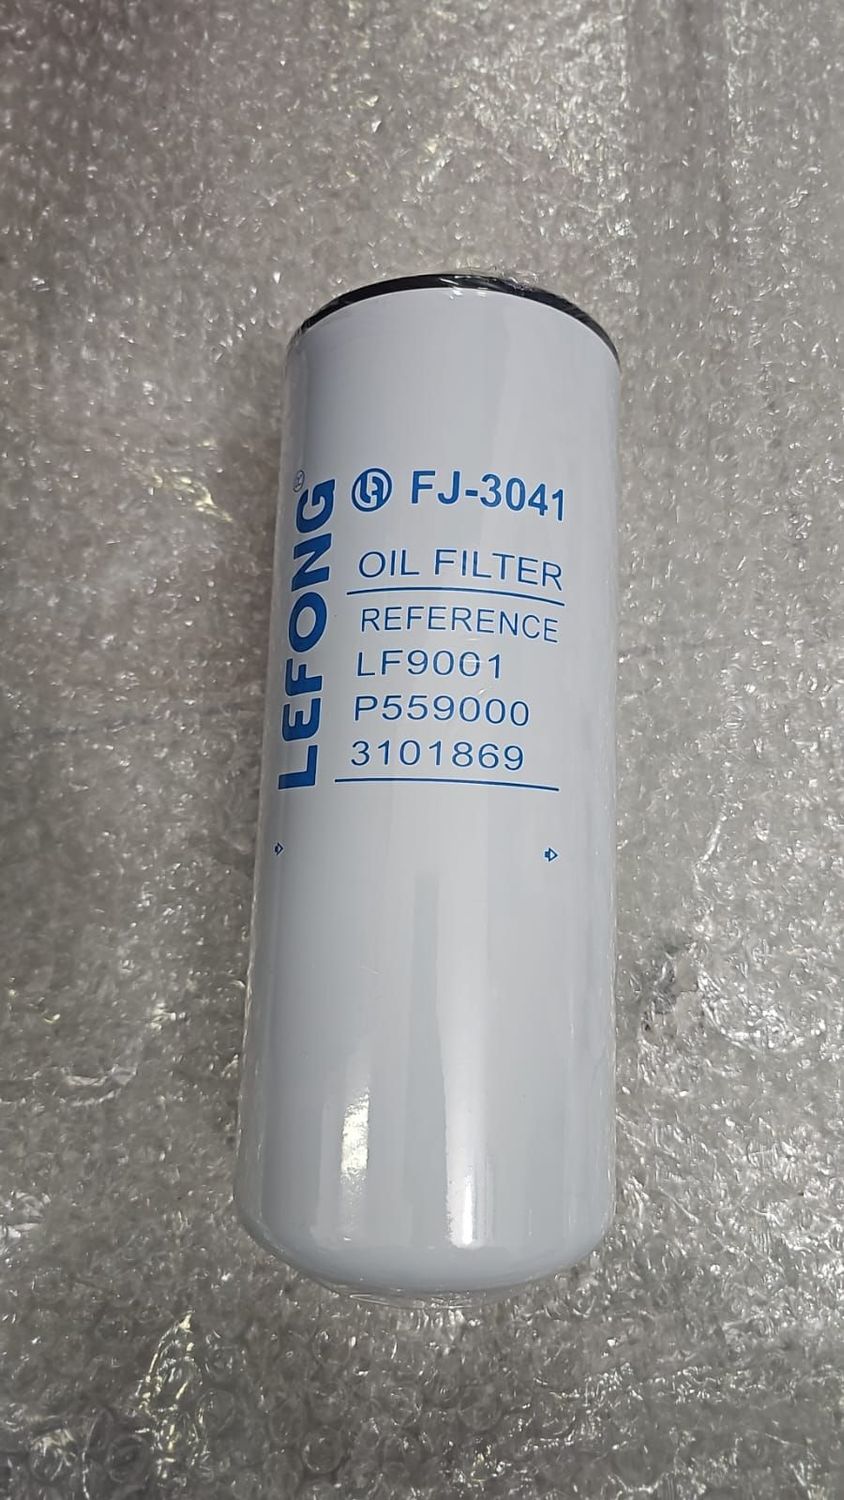 LEFONG®
FJ-3041
OIL FILTER
REFERENCE
LF9001
P559000
3101869